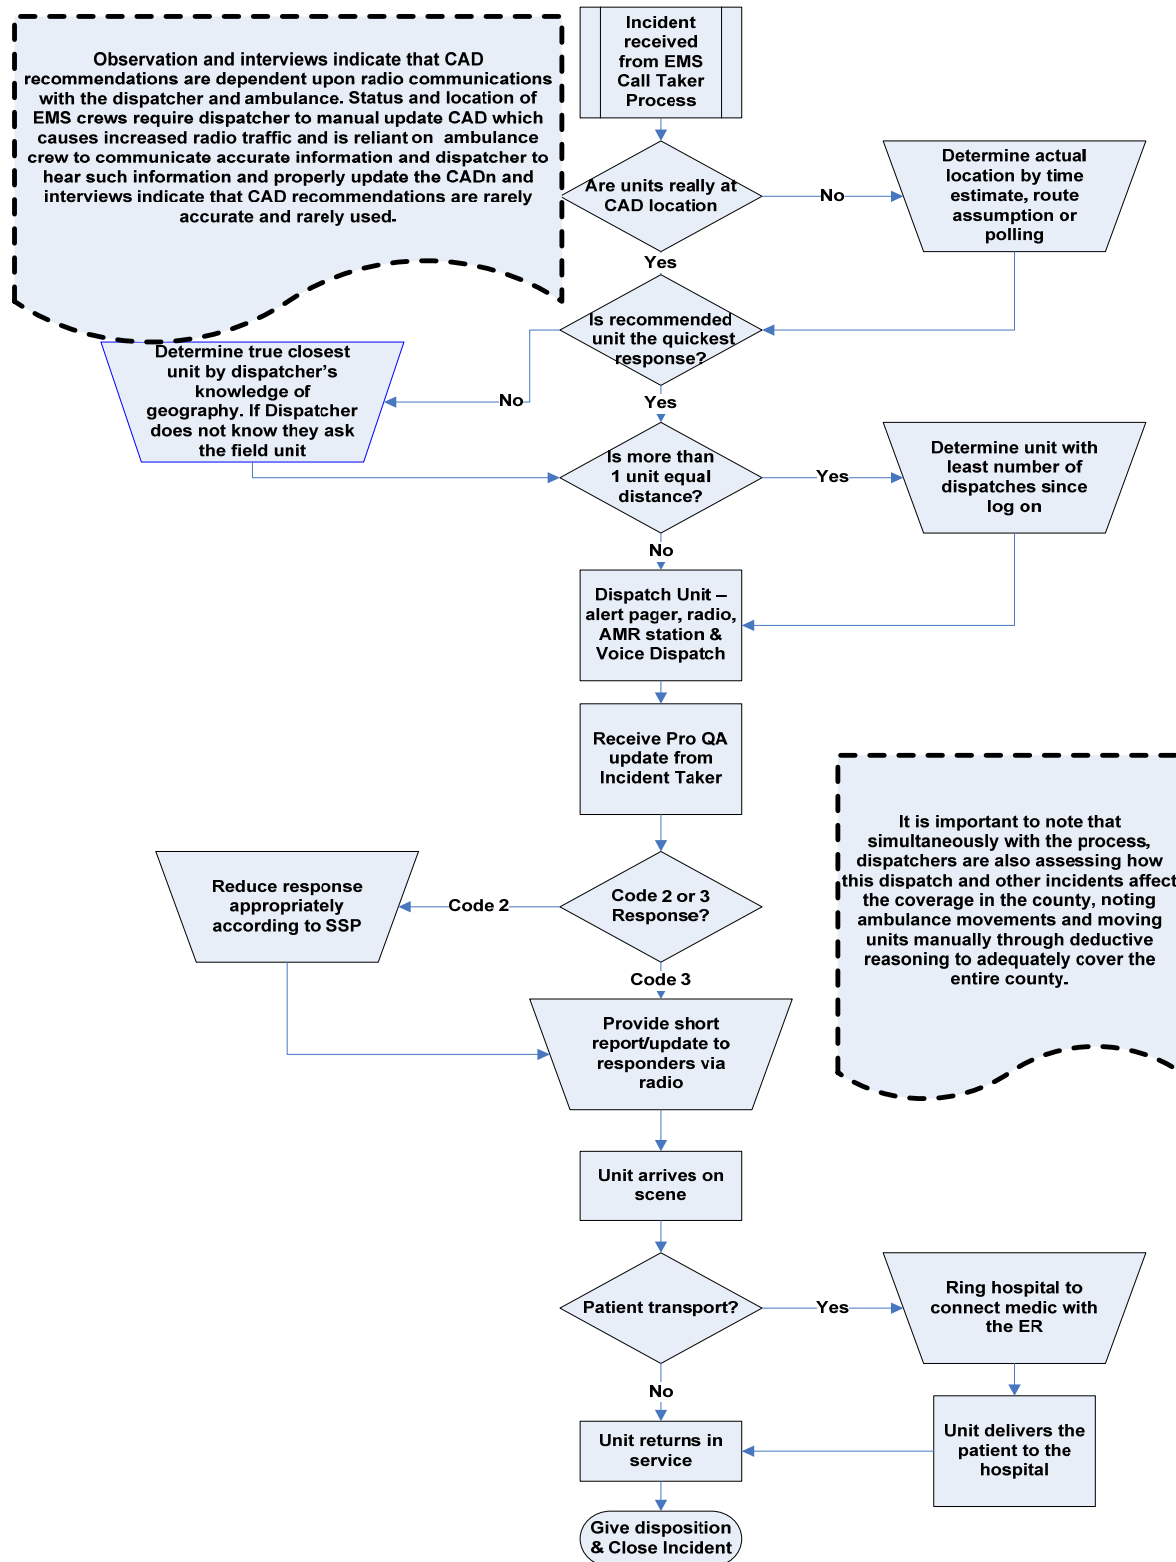 Incident
received
from EMS
Call Taker
Process
Observation and interviews indicate that CAD
recommendations are dependent upon radio communications
with the dispatcher and ambulance. Status and location of
EMS crews require dispatcher to manual update CAD which
causes increased radio traffic and is reliant on ambulance
crew to communicate accurate information and dispatcher to
hear such information and properly update the CADn and
interviews indicate that CAD recommendations are rarely
accurate and rarely used.
Are units really at
CAD location
No
Determine actual
location by time
estimate, route
assumption or
polling
Yes
Is recommended
unit the quickest
response?
No
Determine true closest
unit by dispatcher's
knowledge of
geography. If Dispatcher
does not know they ask
the field unit
Yes
Is more than
1 unit equal
distance?
Yes
Determine unit with
least number of
dispatches since
log on
No
Dispatch Unit –
alert pager, radio,
AMR station &
Voice Dispatch
Receive Pro QA
update from
Incident Taker
It is important to note that
simultaneously with the process,
dispatchers are also assessing how
this dispatch and other incidents affect
the coverage in the county, noting
ambulance movements and moving
units manually through deductive
reasoning to adequately cover the
entire county.
Code 2 or 3
Response?
Code 2
Reduce response
appropriately
according to SSP
Code 3
Provide short
report/update to
responders via
radio
Unit arrives on
scene
Patient transport?
Yes
Ring hospital to
connect medic with
the ER
No
Unit delivers the
patient to the
hospital
Unit returns in
service
Give disposition
& Close Incident